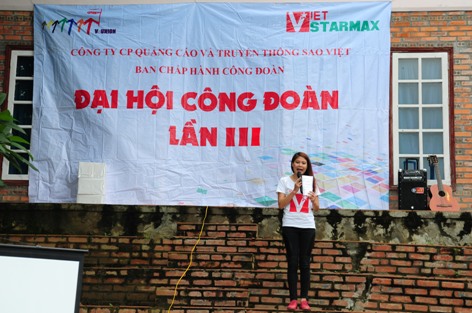 V UNION
VIET
STARMAX
CÔNG TY CP QUẢNG CÁO VÀ TRUYỀN THÔNG SAO VIỆT
BAN CHẤP HÀNH CÔNG ĐOÀN
ĐẠI HỘI CÔNG ĐOÀN
LẦN III
V